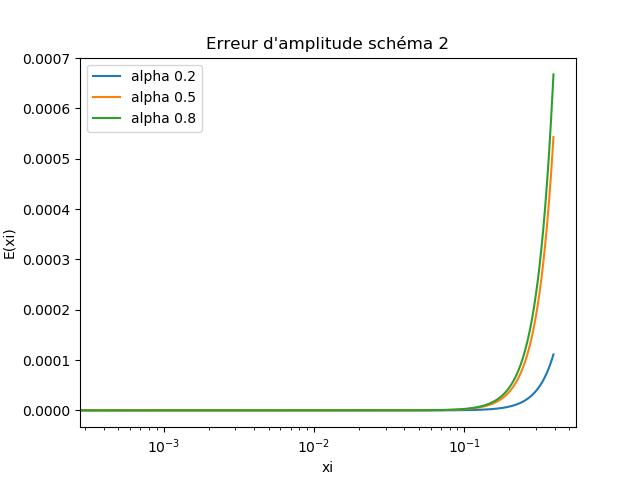 Erreur d'amplitude schéma 2
alpha 0.2
alpha 0.5
alpha 0.8
E(xi)
0.0007
0.0006
0.0005
0.0004
0.0003
0.0002
0.0001
0.0000
10⁻³ 10⁻² 10⁻¹
xi